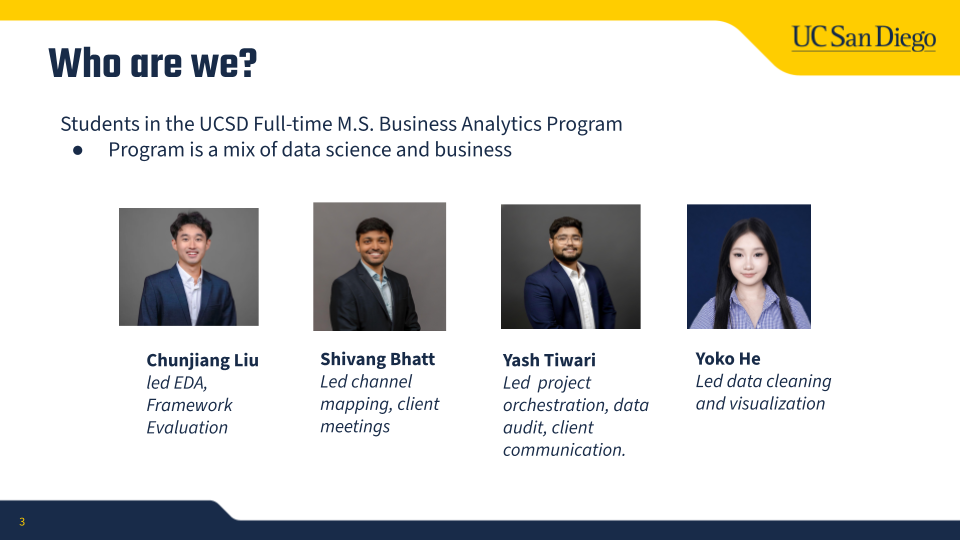 UC San Diego
Who are we?
Students in the UCSD Full-time M.S. Business Analytics Program
● Program is a mix of data science and business
Chunjiang Liu
led EDA,
Framework
Evaluation
Shivang Bhatt
Led channel
mapping, client
meetings
Yash Tiwari
Led project
orchestration, data
audit, client
communication.
Yoko He
Led data cleaning
and visualization
3